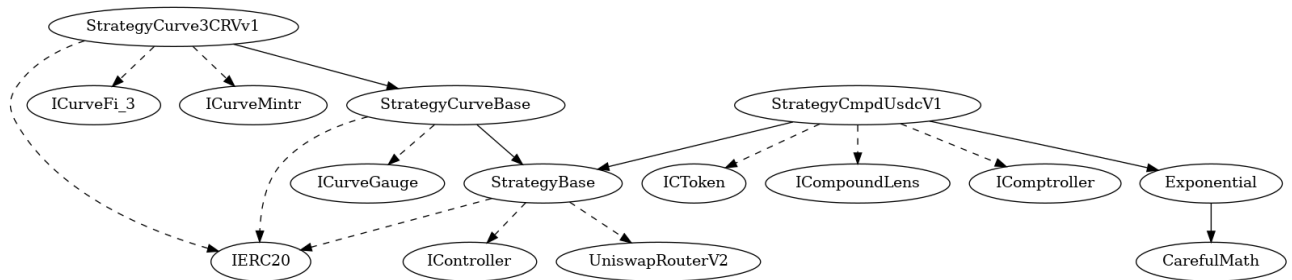 StrategyCurve3CRVv1
ICurveFi_3
ICurveMintr
StrategyCurveBase
StrategyCmpdUsdcV1
ICurveGauge
StrategyBase
ICToken
ICompoundLens
IComptroller
Exponential
IERC20
IController
UniswapRouterV2
CarefulMath